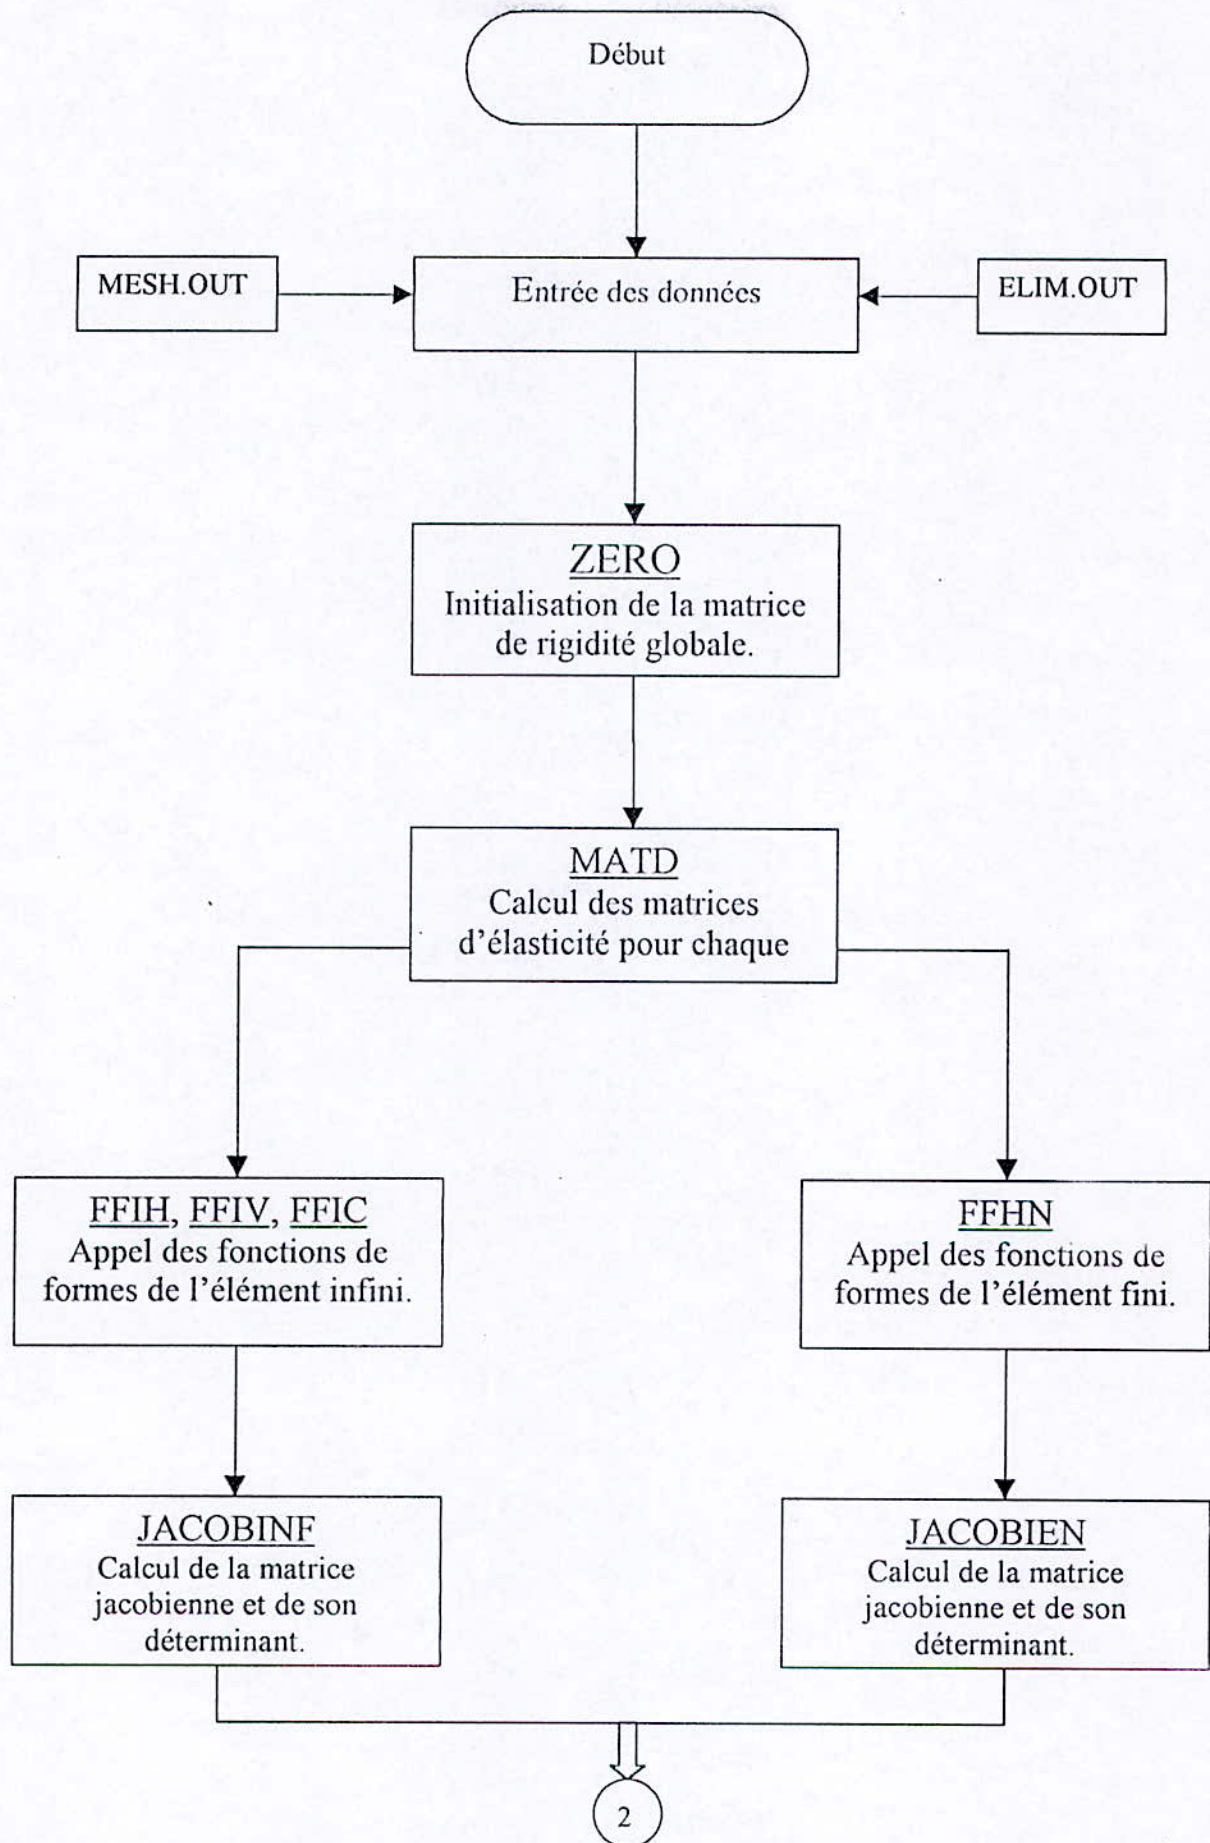 Début
MESH.OUT
Entrée des données
ELIM.OUT
ZERO
Initialisation de la matrice
de rigidité globale.
MATD
Calcul des matrices
d'élasticité pour chaque
FFIH, FFIV, FFIC
Appel des fonctions de
formes de l'élément infini.
FFHN
Appel des fonctions de
formes de l'élément fini.
JACOBINF
Calcul de la matrice
jacobienne et de son
déterminant.
JACOBIEN
Calcul de la matrice
jacobienne et de son
déterminant.
2